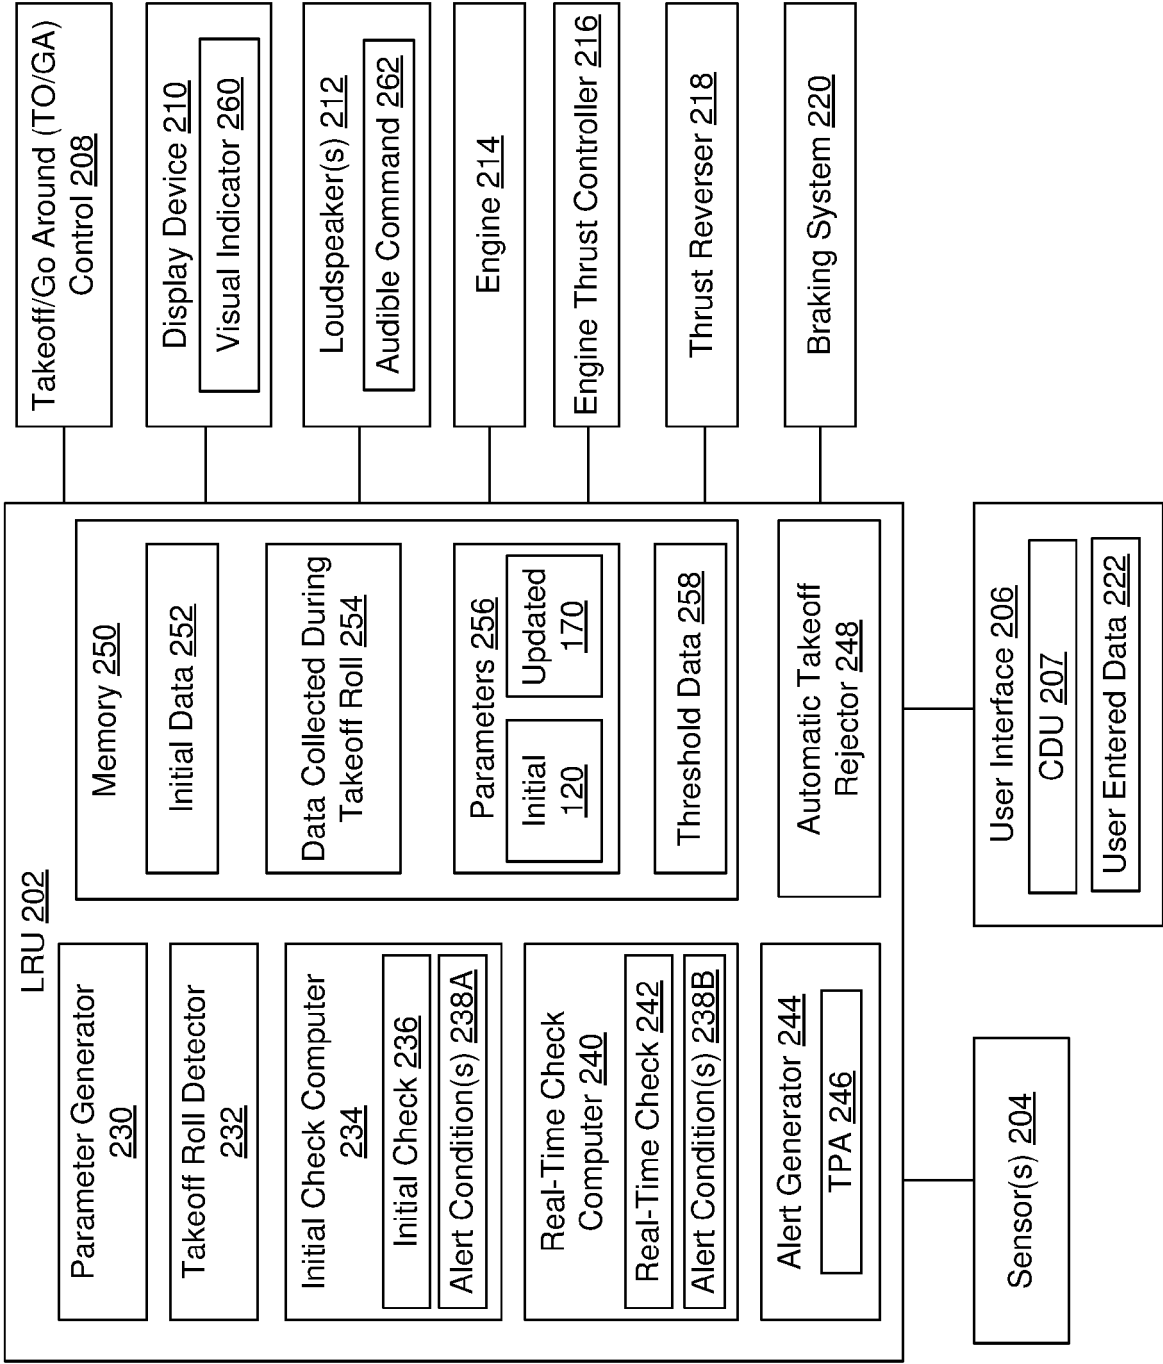 LRU 202
Parameter Generator
230
Takeoff Roll Detector
232
Initial Check Computer
234
Initial Check 236
Alert Condition(s) 238A
Real-Time Check
Computer 240
Real-Time Check 242
Alert Condition(s) 238B
Alert Generator 244
TPA 246
Memory 250
Initial Data 252
Data Collected During
Takeoff Roll 254
Parameters 256
Initial
120
Updated
170
Threshold Data 258
Automatic Takeoff
Rejector 248
Takeoff/Go Around (TO/GA)
Control 208
Display Device 210
Visual Indicator 260
Loudspeaker(s) 212
Audible Command 262
Engine 214
Engine Thrust Controller 216
Thrust Reverser 218
Braking System 220
Sensor(s) 204
User Interface 206
CDU 207
User Entered Data 222